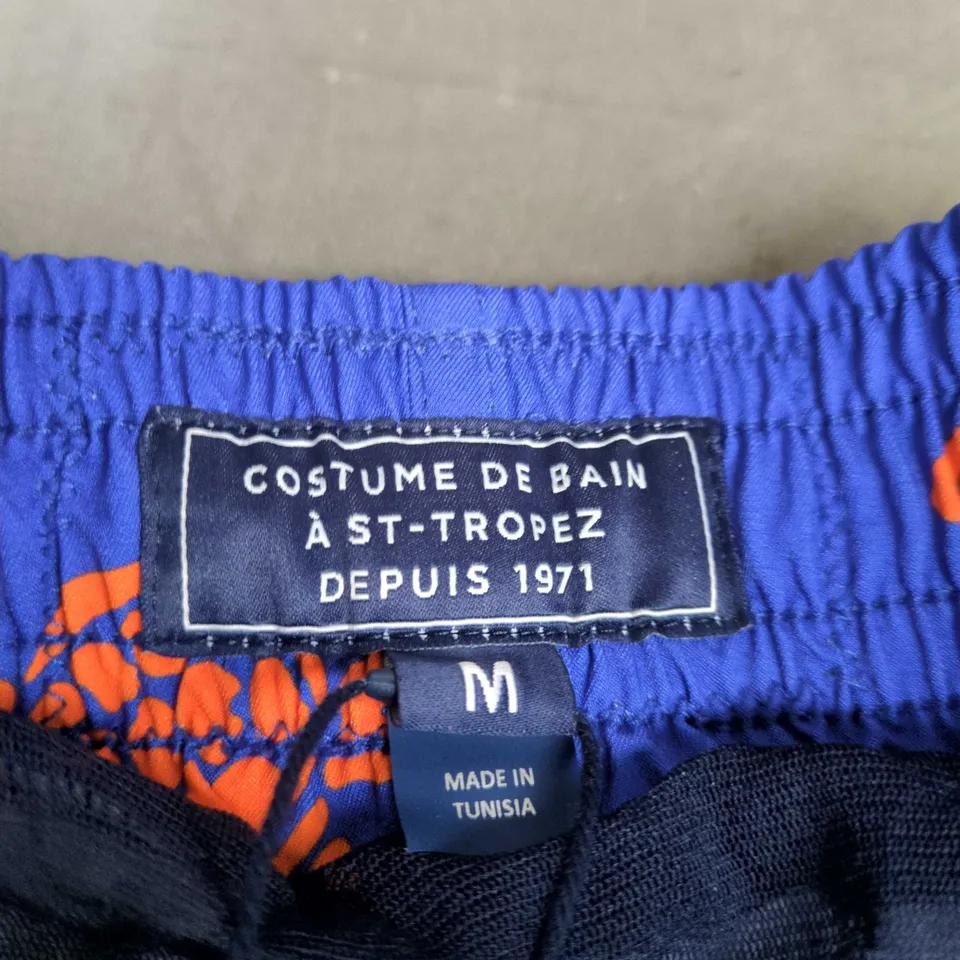 COSTUME DE BAIN
À ST-TROPEZ
DEPUIS 1971
M
MADE IN
TUNISIA